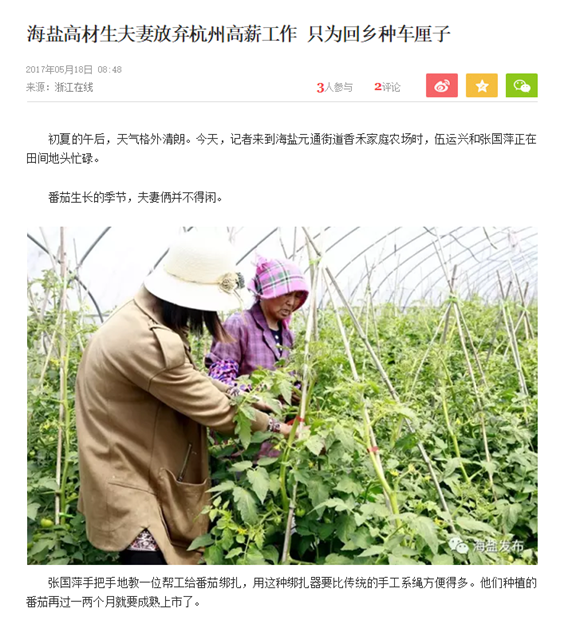 海盐高材生夫妻放弃杭州高薪工作 只为回乡种车厘子
2017年05月18日 08:48
来源：浙江在线
3人参与 2评论
初夏的午后，天气格外清朗。今天，记者来到海盐元通街道香禾家庭农场时，伍运兴和张国萍正在
田间地头忙碌。
番茄生长的季节，夫妻俩并不得闲。
海盐发布
张国萍手把手地教一位帮工给番茄绑扎，用这种绑扎器要比传统的手工系绳方便得多。他们种植的
番茄再过一两个月就要成熟上市了。